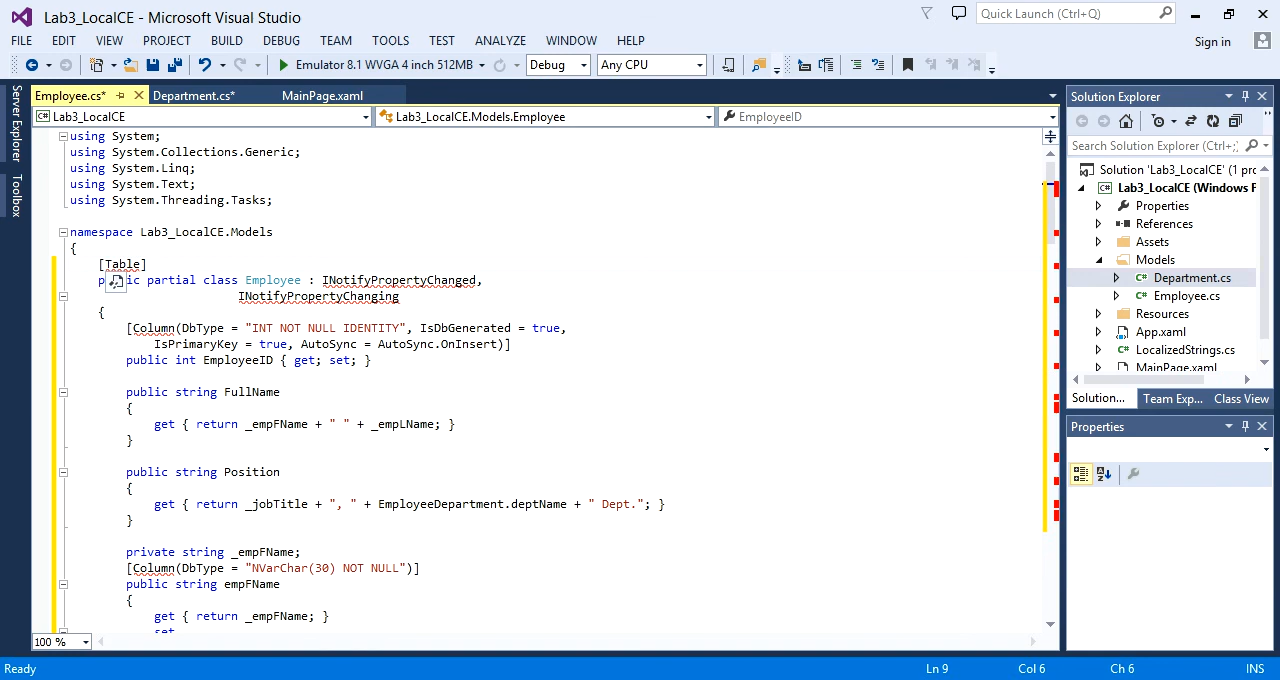 Lab3_LocalCE - Microsoft Visual Studio
Quick Launch (Ctrl+Q)
FILE EDIT VIEW PROJECT BUILD DEBUG TEAM TOOLS TEST ANALYZE WINDOW HELP
Sign in
Emulator 8.1 WVGA 4 inch 512MB Debug Any CPU
Server Explorer
Toolbox
Employee.cs* Department.cs* MainPage.xaml
Lab3_LocalCE Lab3_LocalCE.Models.Employee EmployeeID
using System;
using System.Collections.Generic;
using System.Linq;
using System.Text;
using System.Threading.Tasks;
namespace Lab3_LocalCE.Models
{
[Table]
public partial class Employee : INotifyPropertyChanged,
INotifyPropertyChanging
{
[Column(DbType = "INT NOT NULL IDENTITY", IsDbGenerated = true,
IsPrimaryKey = true, AutoSync = AutoSync.OnInsert)]
public int EmployeeID { get; set; }
public string FullName
{
get { return _empFName + " " + _empLName; }
}
public string Position
{
get { return _jobTitle + ", " + EmployeeDepartment.deptName + " Dept."; }
}
private string _empFName;
[Column(DbType = "NVarChar(30) NOT NULL")]
public string empFName
{
get { return _empFName; }
set
100 %
Solution Explorer
Search Solution Explorer (Ctrl+;)
Solution 'Lab3_LocalCE' (1 prc
Lab3_LocalCE (Windows P
Properties
References
Assets
Models
Department.cs
Employee.cs
Resources
App.xaml
LocalizedStrings.cs
MainPage.xaml
Solution... Team Exp... Class View
Properties
Ready Ln 9 Col 6 Ch 6 INS